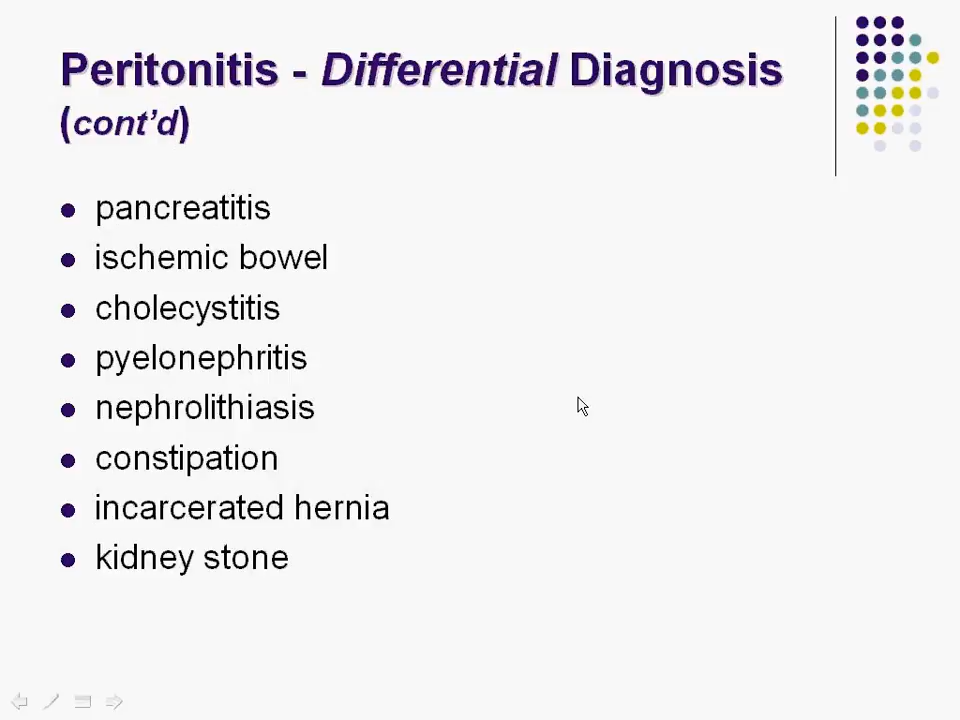 Peritonitis - Differential Diagnosis
(cont’d)
pancreatitis
ischemic bowel
cholecystitis
pyelonephritis
nephrolithiasis
constipation
incarcerated hernia
kidney stone